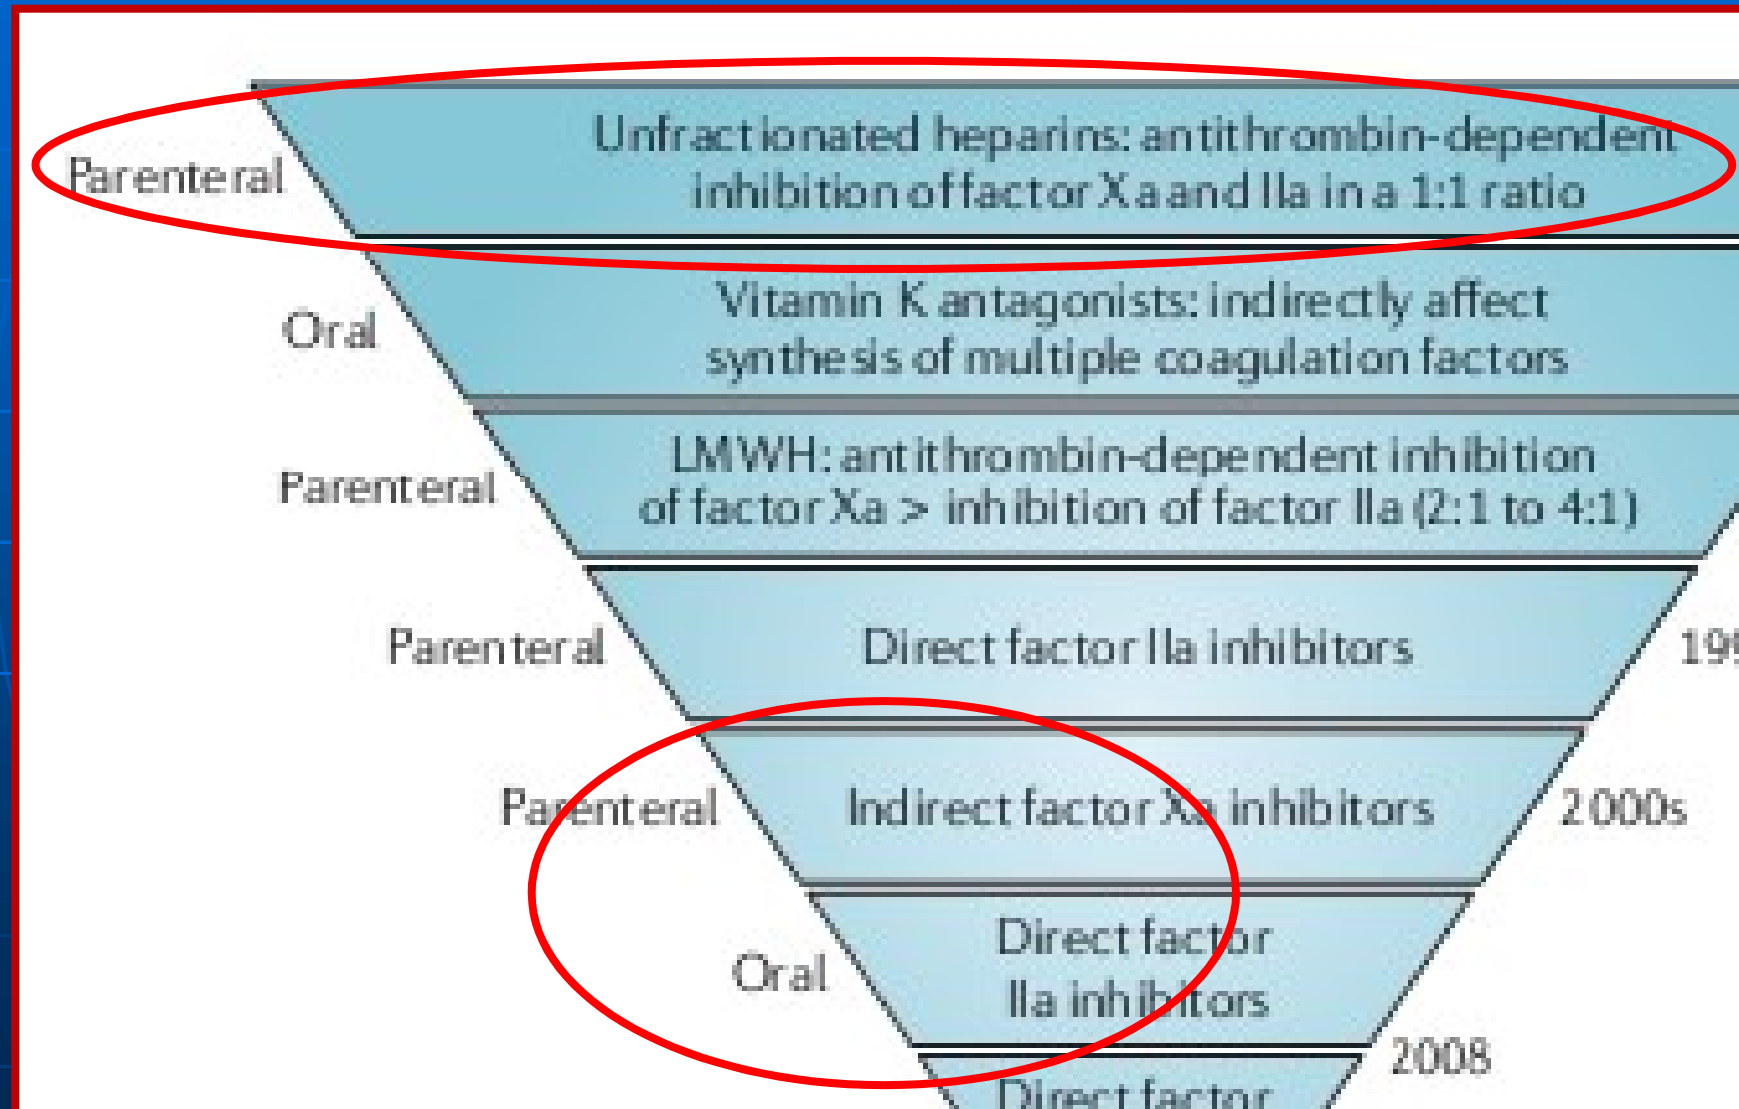 Parenteral
Unfractionated heparins: antithrombin-dependent
inhibition of factor Xa and IIa in a 1:1 ratio
Oral
Vitamin K antagonists: indirectly affect
synthesis of multiple coagulation factors
Parenteral
LMWH: antithrombin-dependent inhibition
of factor Xa > inhibition of factor IIa (2:1 to 4:1)
Parenteral
Direct factor IIa inhibitors
Parenteral
Indirect factor Xa inhibitors
2000s
Oral
Direct factor
IIa inhibitors
2008
Direct factor